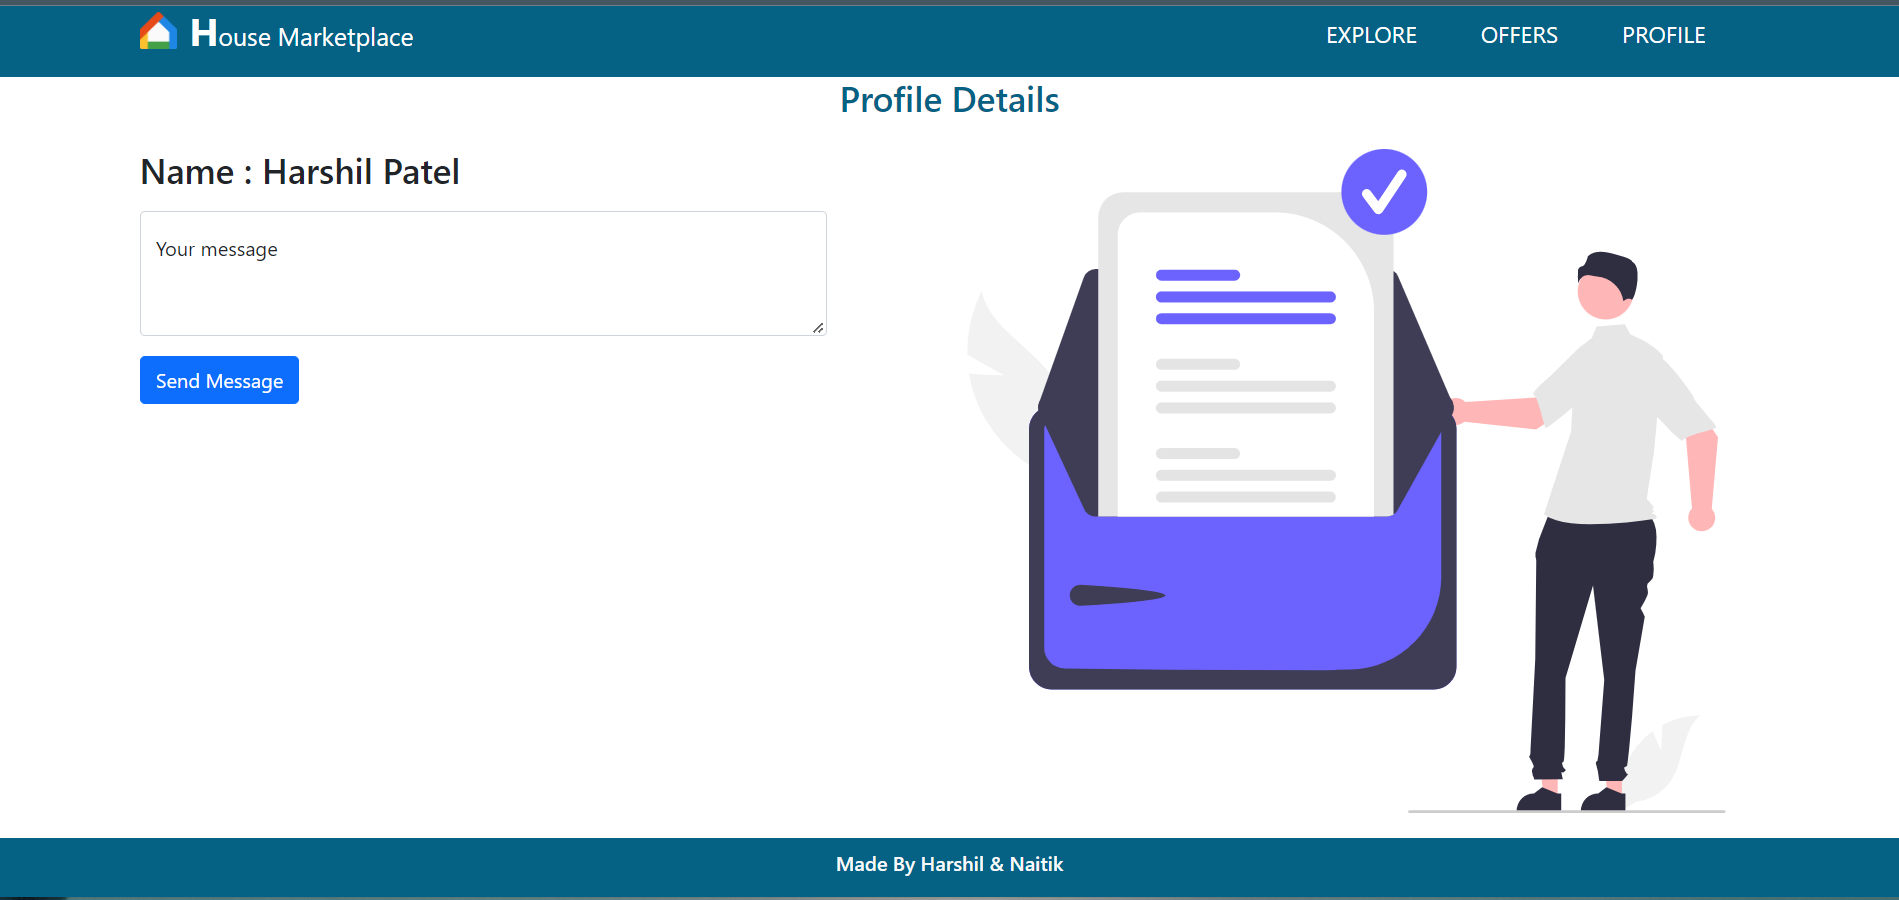 House Marketplace
EXPLORE
OFFERS
PROFILE
Profile Details
Name : Harshil Patel
Your message
Send Message
Made By Harshil & Naitik